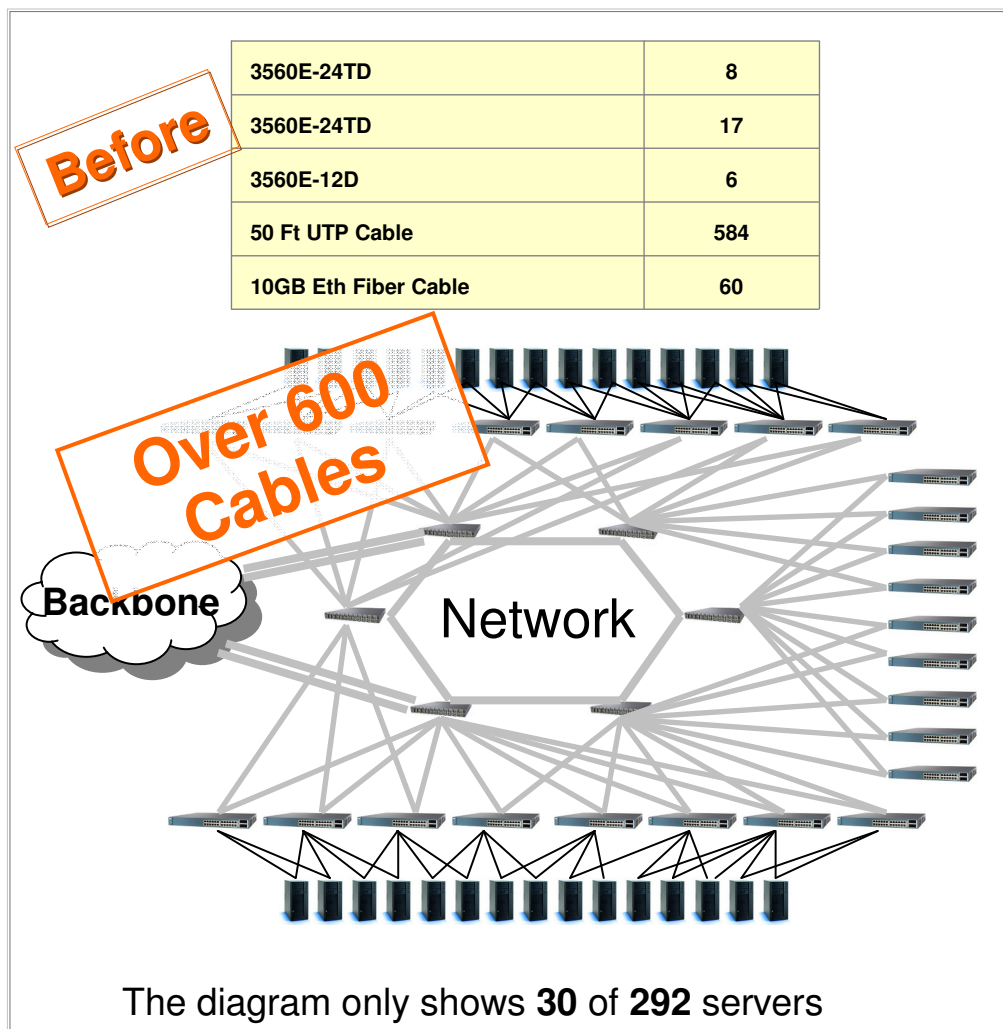 Before
3560E-24TD 8
3560E-24TD 17
3560E-12D 6
50 Ft UTP Cable 584
10GB Eth Fiber Cable 60
Over 600
Cables
Backbone
Network
The diagram only shows 30 of 292 servers